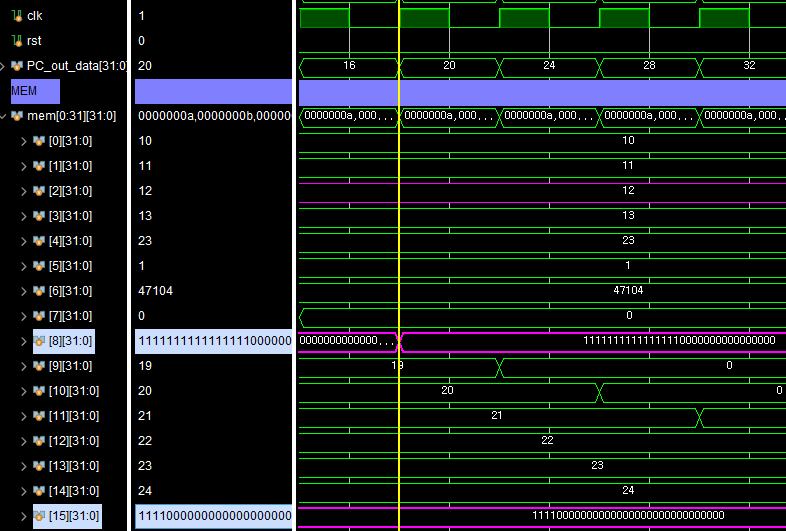 clk 1
rst 0
PC_out_data[31:0] 20 16 20 24 28 32
MEM
mem[0:31][31:0] 0000000a,0000000b,00000 0000000a,000... 0000000a,000... 0000000a,000... 0000000a,000... 0000000a,000...
[0][31:0] 10 10
[1][31:0] 11 11
[2][31:0] 12 12
[3][31:0] 13 13
[4][31:0] 23 23
[5][31:0] 1 1
[6][31:0] 47104 47104
[7][31:0] 0 0
[8][31:0] 11111111111111111000000 0000000000000... 11111111111111111000000000000000
[9][31:0] 19 19 0
[10][31:0] 20 20 0
[11][31:0] 21 21
[12][31:0] 22 22
[13][31:0] 23 23
[14][31:0] 24 24
[15][31:0] 11110000000000000000000 11110000000000000000000000000000